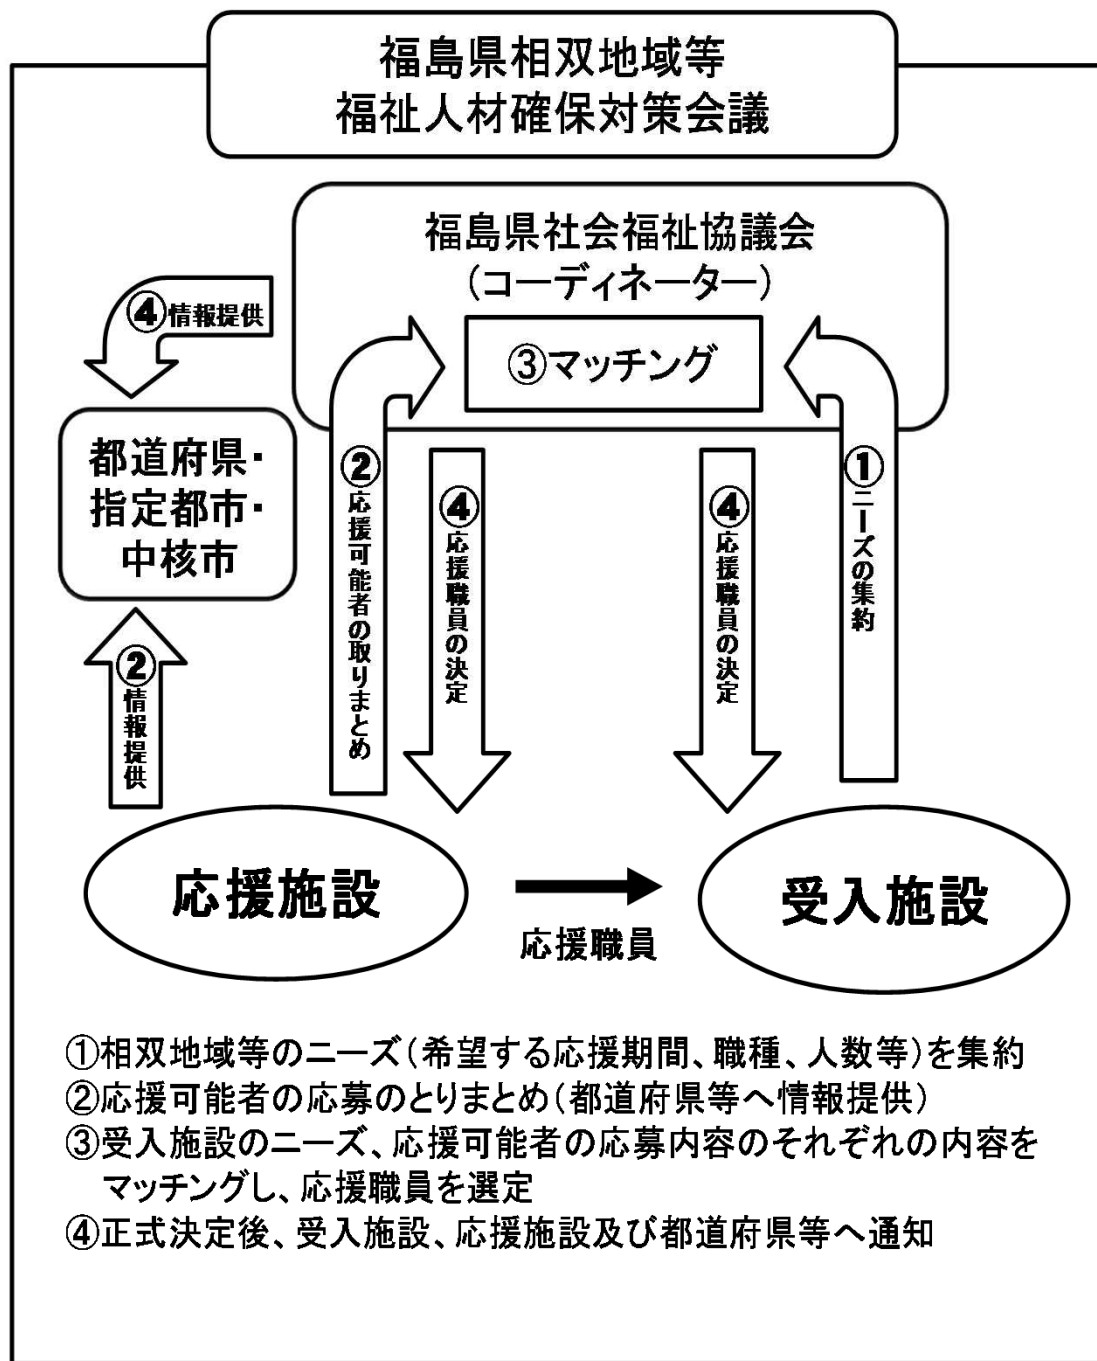 福島県相双地域等
福祉人材確保対策会議
福島県社会福祉協議会
(コーディネーター)
③マッチング
④情報提供
都道府県・
指定都市・
中核市
②応援可能者の取りまとめ
④応援職員の決定
④応援職員の決定
①ニーズの集約
②情報提供
応援施設
応援職員
受入施設
①相双地域等のニーズ(希望する応援期間、職種、人数等)を集約
②応援可能者の応募のとりまとめ(都道府県等へ情報提供)
③受入施設のニーズ、応援可能者の応募内容のそれぞれの内容を
マッチングし、応援職員を選定
④正式決定後、受入施設、応援施設及び都道府県等へ通知